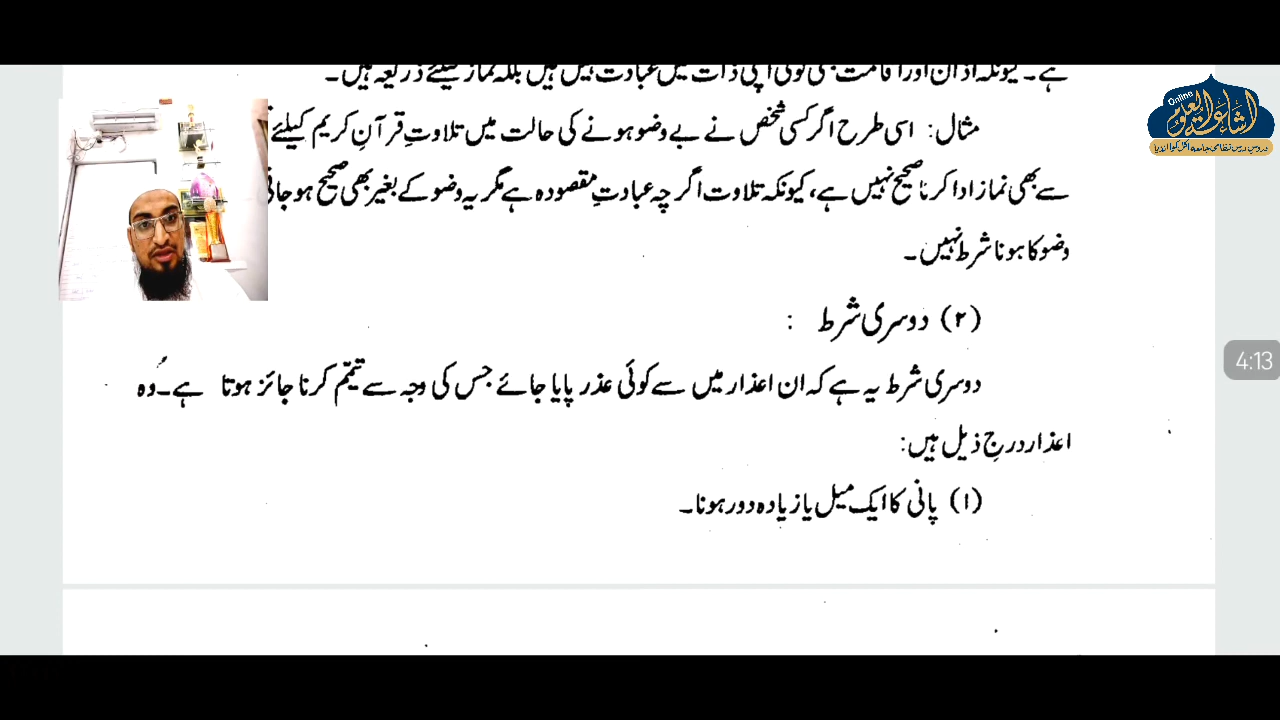 ہے۔ کیونکہ اذان اور اقامت بھی کوئی اپنی ذات میں عبادت نہیں ہیں بلکہ نماز کیلئے ذریعہ ہیں۔
Online
اشاعۃ العلوم
مثال: اسی طرح اگر کسی شخص نے بے وضو ہونے کی حالت میں تلاوتِ قرآنِ کریم کیلئے
سے بھی نماز ادا کرنا صحیح نہیں ہے، کیونکہ تلاوت اگرچہ عبادتِ مقصودہ ہے مگر یہ وضو کے بغیر بھی صحیح ہو جاتی
وضو کا ہونا شرط نہیں۔
(۲) دوسری شرط :
4:13
دوسری شرط یہ ہے کہ ان اعذار میں سے کوئی عذر پایا جائے جس کی وجہ سے تیمّم کرنا جائز ہوتا ہے۔ وہ
اعذار درجِ ذیل ہیں:
(۱) پانی کا ایک میل یا زیادہ دور ہونا۔